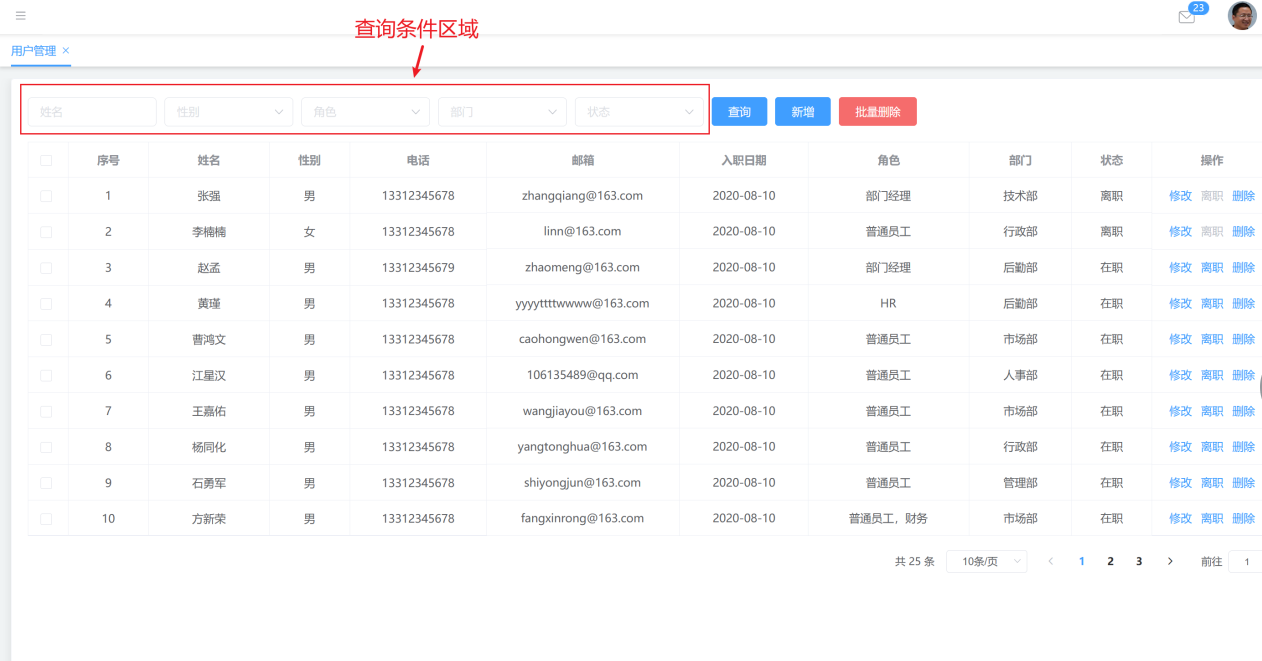 23
查询条件区域
用户管理 ×
姓名 性别 角色 部门 状态 查询 新增 批量删除
序号 姓名 性别 电话 邮箱 入职日期 角色 部门 状态 操作
1 张强 男 13312345678 zhangqiang@163.com 2020-08-10 部门经理 技术部 离职 修改 离职 删除
2 李楠楠 女 13312345678 linn@163.com 2020-08-10 普通员工 行政部 离职 修改 离职 删除
3 赵孟 男 13312345679 zhaomeng@163.com 2020-08-10 部门经理 后勤部 在职 修改 离职 删除
4 黄瑾 男 13312345678 yyyyttttwwww@163.com 2020-08-10 HR 后勤部 在职 修改 离职 删除
5 曹鸿文 男 13312345678 caohongwen@163.com 2020-08-10 普通员工 市场部 在职 修改 离职 删除
6 江星汉 男 13312345678 106135489@qq.com 2020-08-10 普通员工 人事部 在职 修改 离职 删除
7 王嘉佑 男 13312345678 wangjiayou@163.com 2020-08-10 普通员工 市场部 在职 修改 离职 删除
8 杨同化 男 13312345678 yangtonghua@163.com 2020-08-10 普通员工 行政部 在职 修改 离职 删除
9 石勇军 男 13312345678 shiyongjun@163.com 2020-08-10 普通员工 管理部 在职 修改 离职 删除
10 方新荣 男 13312345678 fangxinrong@163.com 2020-08-10 普通员工，财务 市场部 在职 修改 离职 删除
共 25 条 10条/页 1 2 3 前往 1